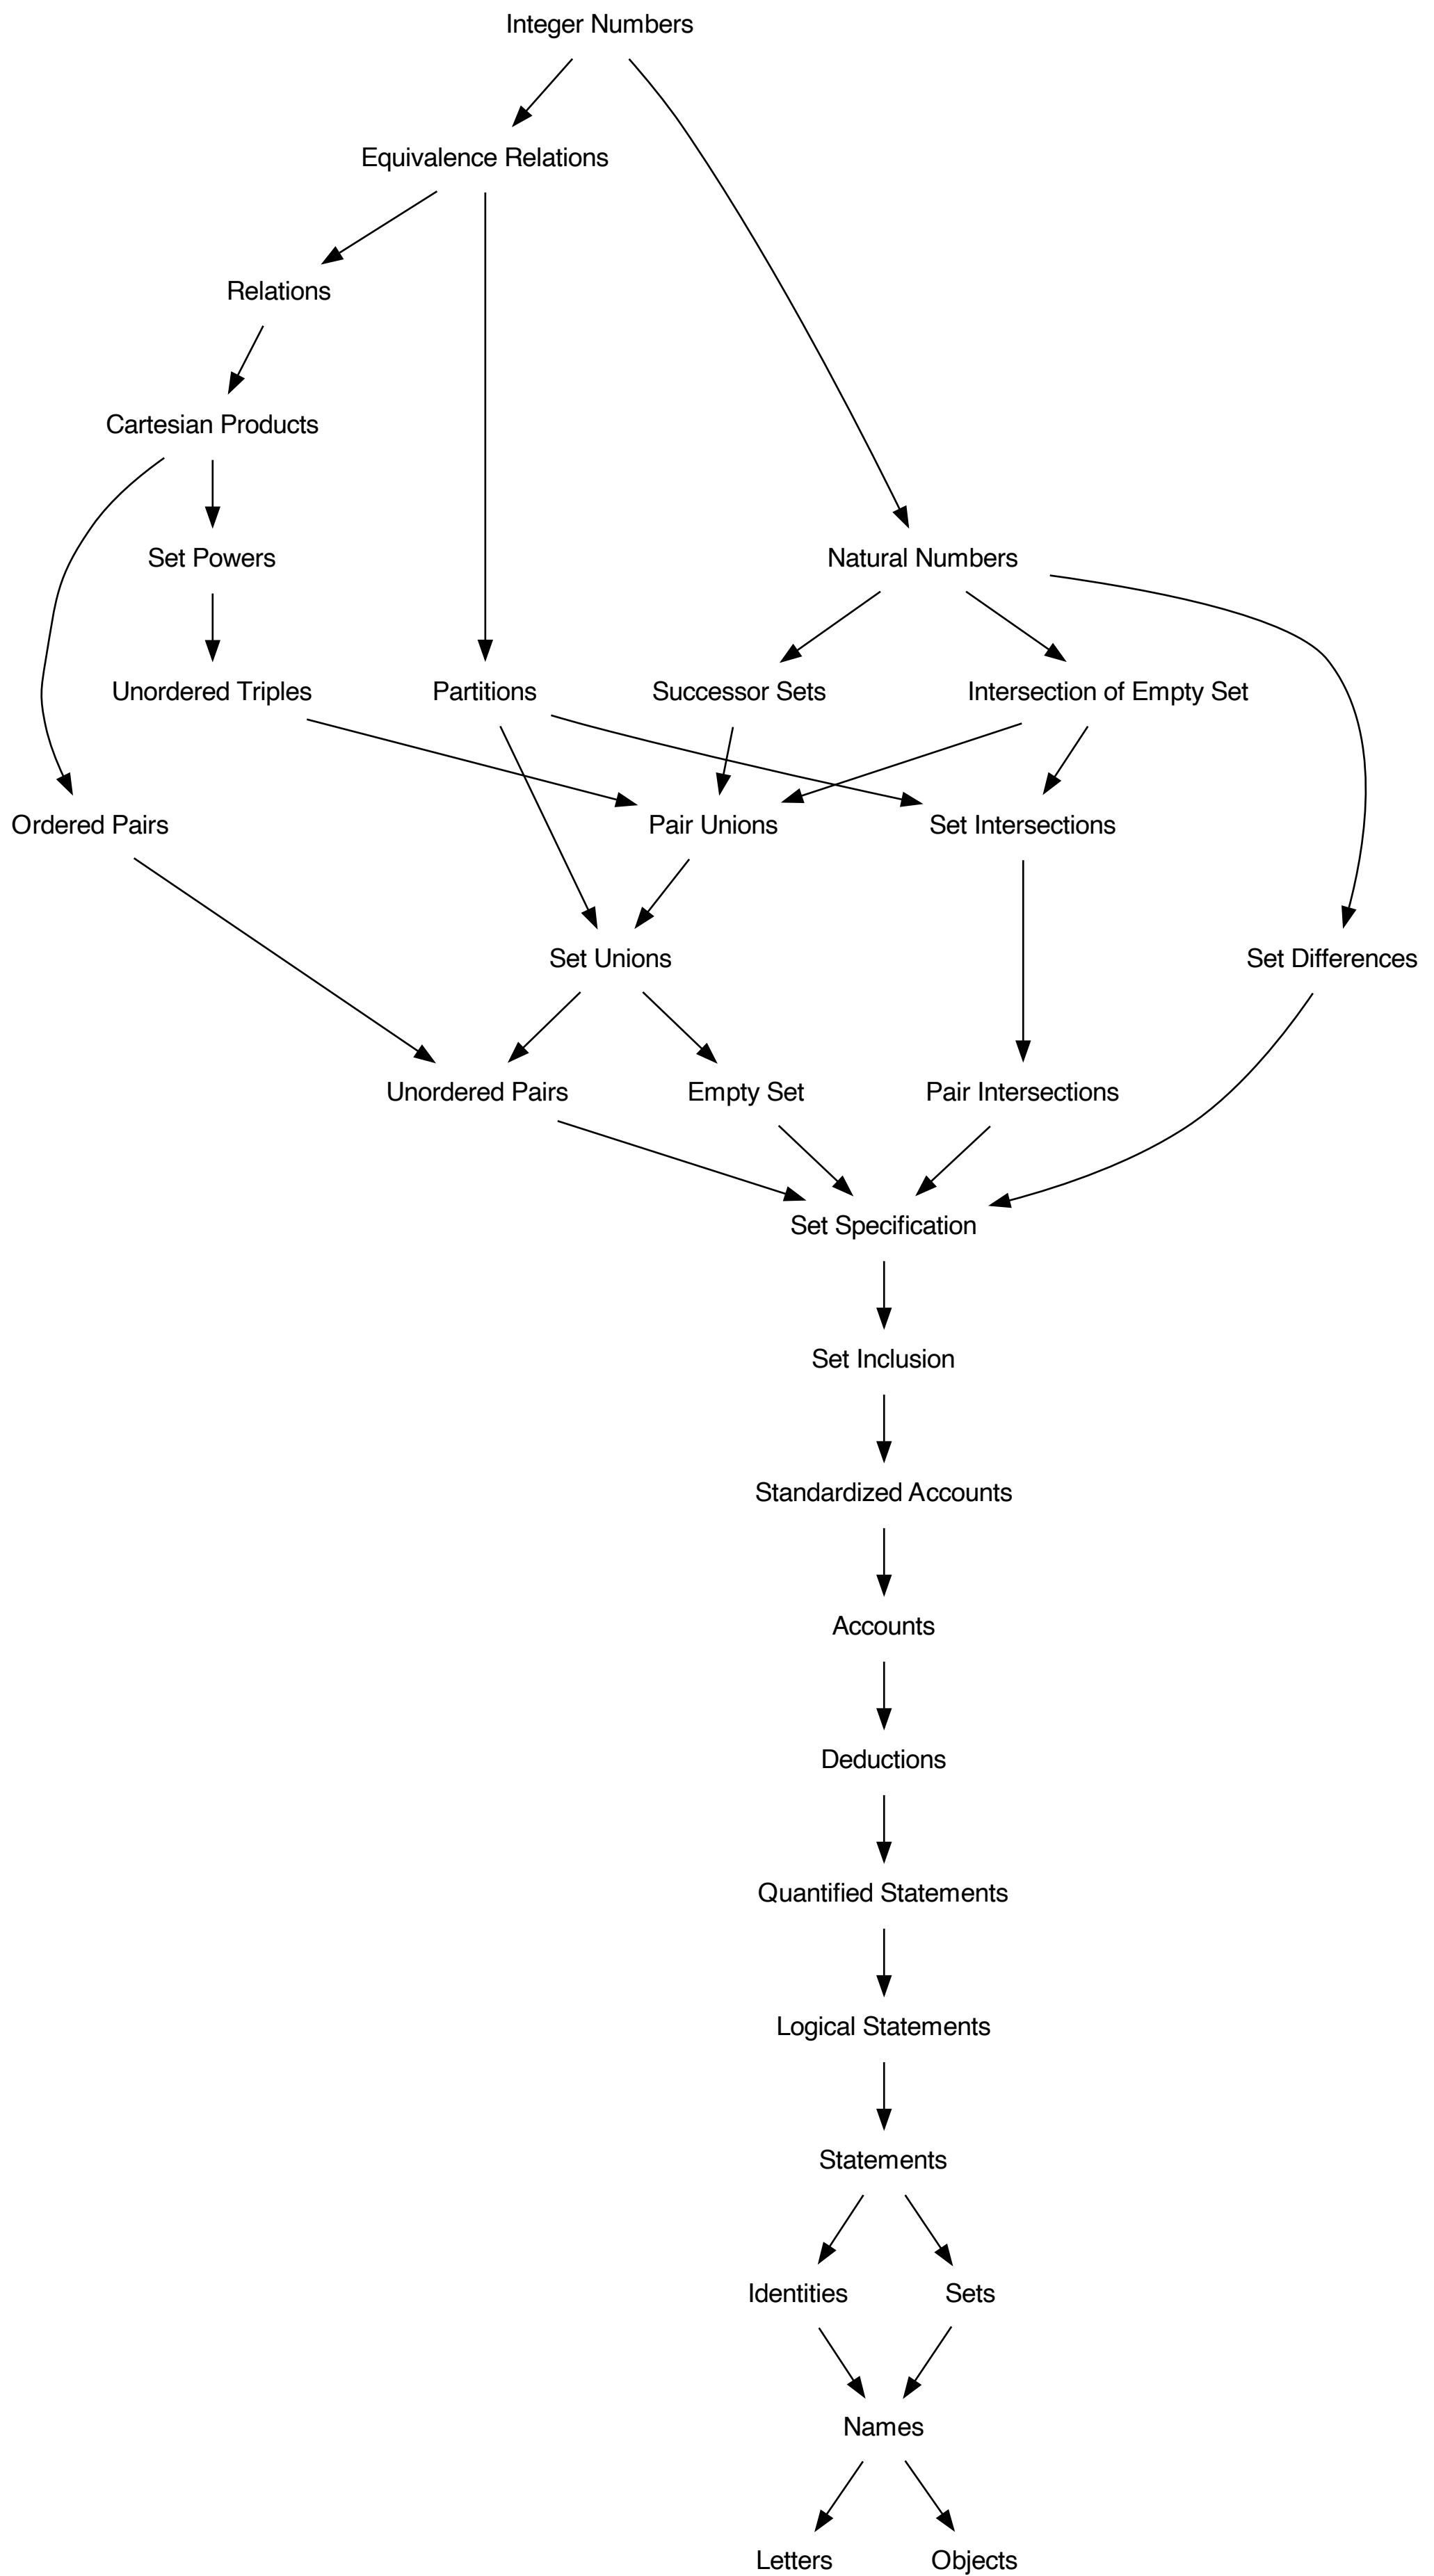 Integer Numbers
Equivalence Relations
Relations
Cartesian Products
Set Powers
Natural Numbers
Unordered Triples
Partitions
Successor Sets
Intersection of Empty Set
Ordered Pairs
Pair Unions
Set Intersections
Set Unions
Set Differences
Unordered Pairs
Empty Set
Pair Intersections
Set Specification
Set Inclusion
Standardized Accounts
Accounts
Deductions
Quantified Statements
Logical Statements
Statements
Identities
Sets
Names
Letters
Objects